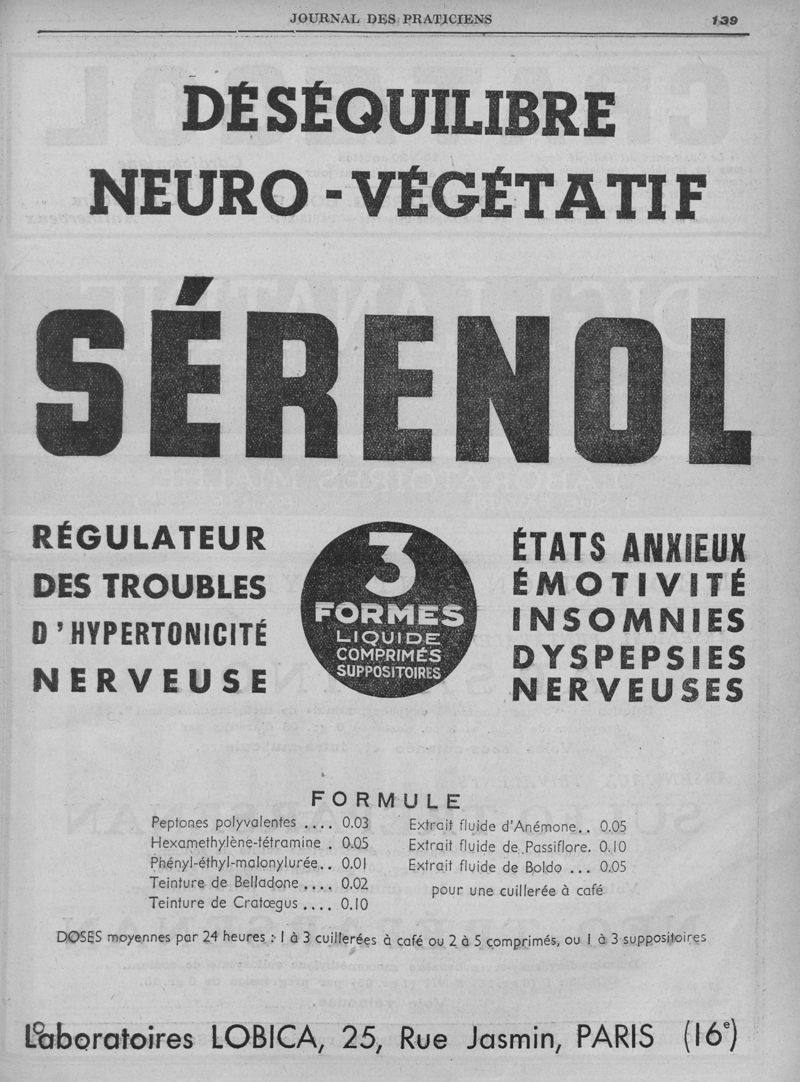 JOURNAL DES PRATICIENS 139
DÉSÉQUILIBRE
NEURO - VÉGÉTATIF
SÉRENOL
RÉGULATEUR
DES TROUBLES
D'HYPERTONICITÉ
NERVEUSE
3
FORMES
LIQUIDE
COMPRIMÉS
SUPPOSITOIRES
ÉTATS ANXIEUX
ÉMOTIVITÉ
INSOMNIES
DYSPEPSIES
NERVEUSES
FORMULE
Peptones polyvalentes .... 0.03
Hexamethylène-tétramine . 0.05
Phényl-éthyl-malonylurée.. 0.01
Teinture de Belladone .... 0.02
Teinture de Cratœgus .... 0.10
Extrait fluide d'Anémone.. 0.05
Extrait fluide de Passiflore. 0.10
Extrait fluide de Boldo ... 0.05
pour une cuillerée à café
DOSES moyennes par 24 heures : 1 à 3 cuillerées à café ou 2 à 5 comprimés, ou 1 à 3 suppositoires
Laboratoires LOBICA, 25, Rue Jasmin, PARIS (16e)